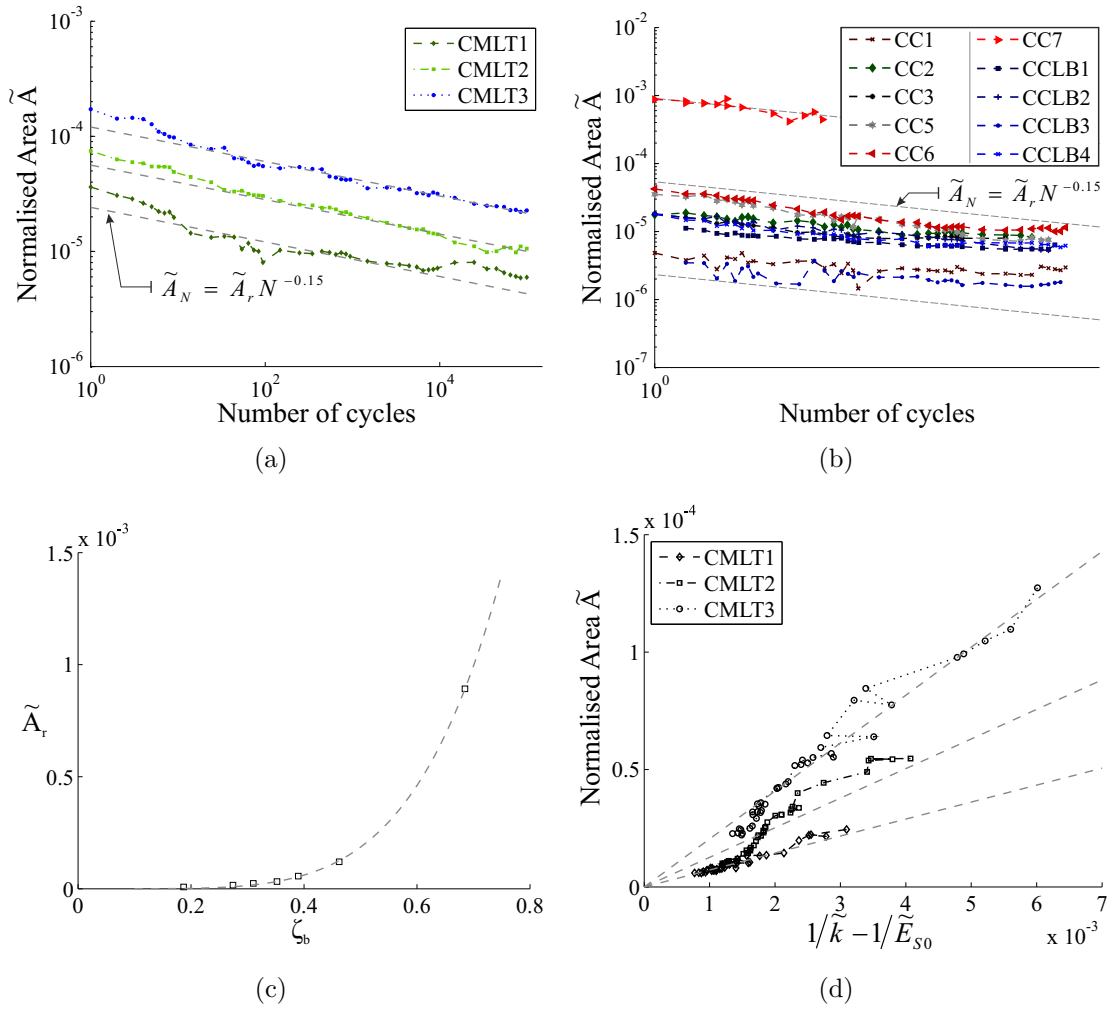 10^-3
10^-4
10^-5
10^-6
Normalised Area Ã
CMLT1
CMLT2
CMLT3
Ã_N = Ã_r N^-0.15
10^0
10^2
10^4
Number of cycles
(a)
10^-2
10^-3
10^-4
10^-5
10^-6
10^-7
Normalised Area Ã
CC1
CC2
CC3
CC5
CC6
CC7
CCLB1
CCLB2
CCLB3
CCLB4
Ã_N = Ã_r N^-0.15
10^0
Number of cycles
(b)
x 10^-3
1.5
1
0.5
0
Ã_r
0
0.2
0.4
0.6
0.8
ζ_b
(c)
x 10^-4
1.5
1
0.5
0
Normalised Area Ã
CMLT1
CMLT2
CMLT3
0
1
2
3
4
5
6
7
1/k̃ − 1/Ẽ_S0
x 10^-3
(d)